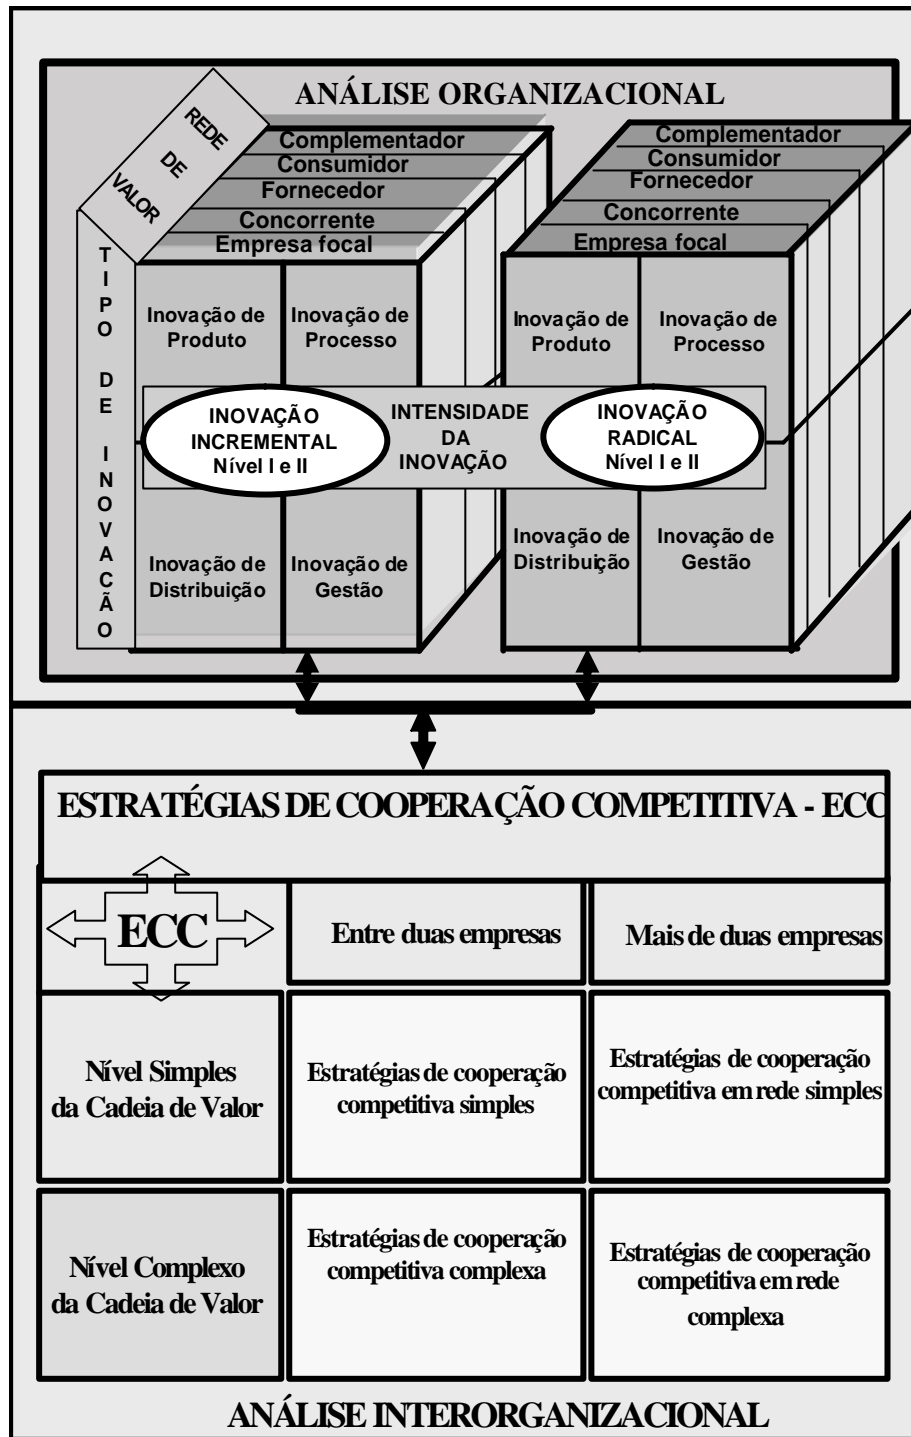 ANÁLISE ORGANIZACIONAL
REDE
DE
VALOR
Complementador
Consumidor
Fornecedor
Concorrente
Empresa focal
Complementador
Consumidor
Fornecedor
Concorrente
Empresa focal
TIPO DE INOVAÇÃO
Inovação de
Produto
Inovação de
Processo
Inovação de
Produto
Inovação de
Processo
INOVAÇÃO
INCREMENTAL
Nível I e II
INTENSIDADE
DA
INOVAÇÃO
INOVAÇÃO
RADICAL
Nível I e II
Inovação de
Distribuição
Inovação de
Gestão
Inovação de
Distribuição
Inovação de
Gestão
ESTRATÉGIAS DE COOPERAÇÃO COMPETITIVA - ECC
ECC
Entre duas empresas
Mais de duas empresas
Nível Simples
da Cadeia de Valor
Estratégias de cooperação
competitiva simples
Estratégias de cooperação
competitiva em rede simples
Nível Complexo
da Cadeia de Valor
Estratégias de cooperação
competitiva complexa
Estratégias de cooperação
competitiva em rede
complexa
ANÁLISE INTERORGANIZACIONAL